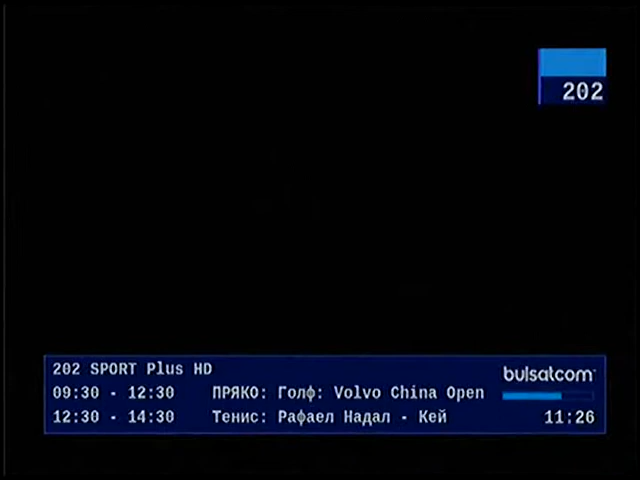 202
202 SPORT Plus HD
bulsatcom
09:30 - 12:30 ПРЯКО: Голф: Volvo China Open
12:30 - 14:30 Тенис: Рафаел Надал - Кей
11:26